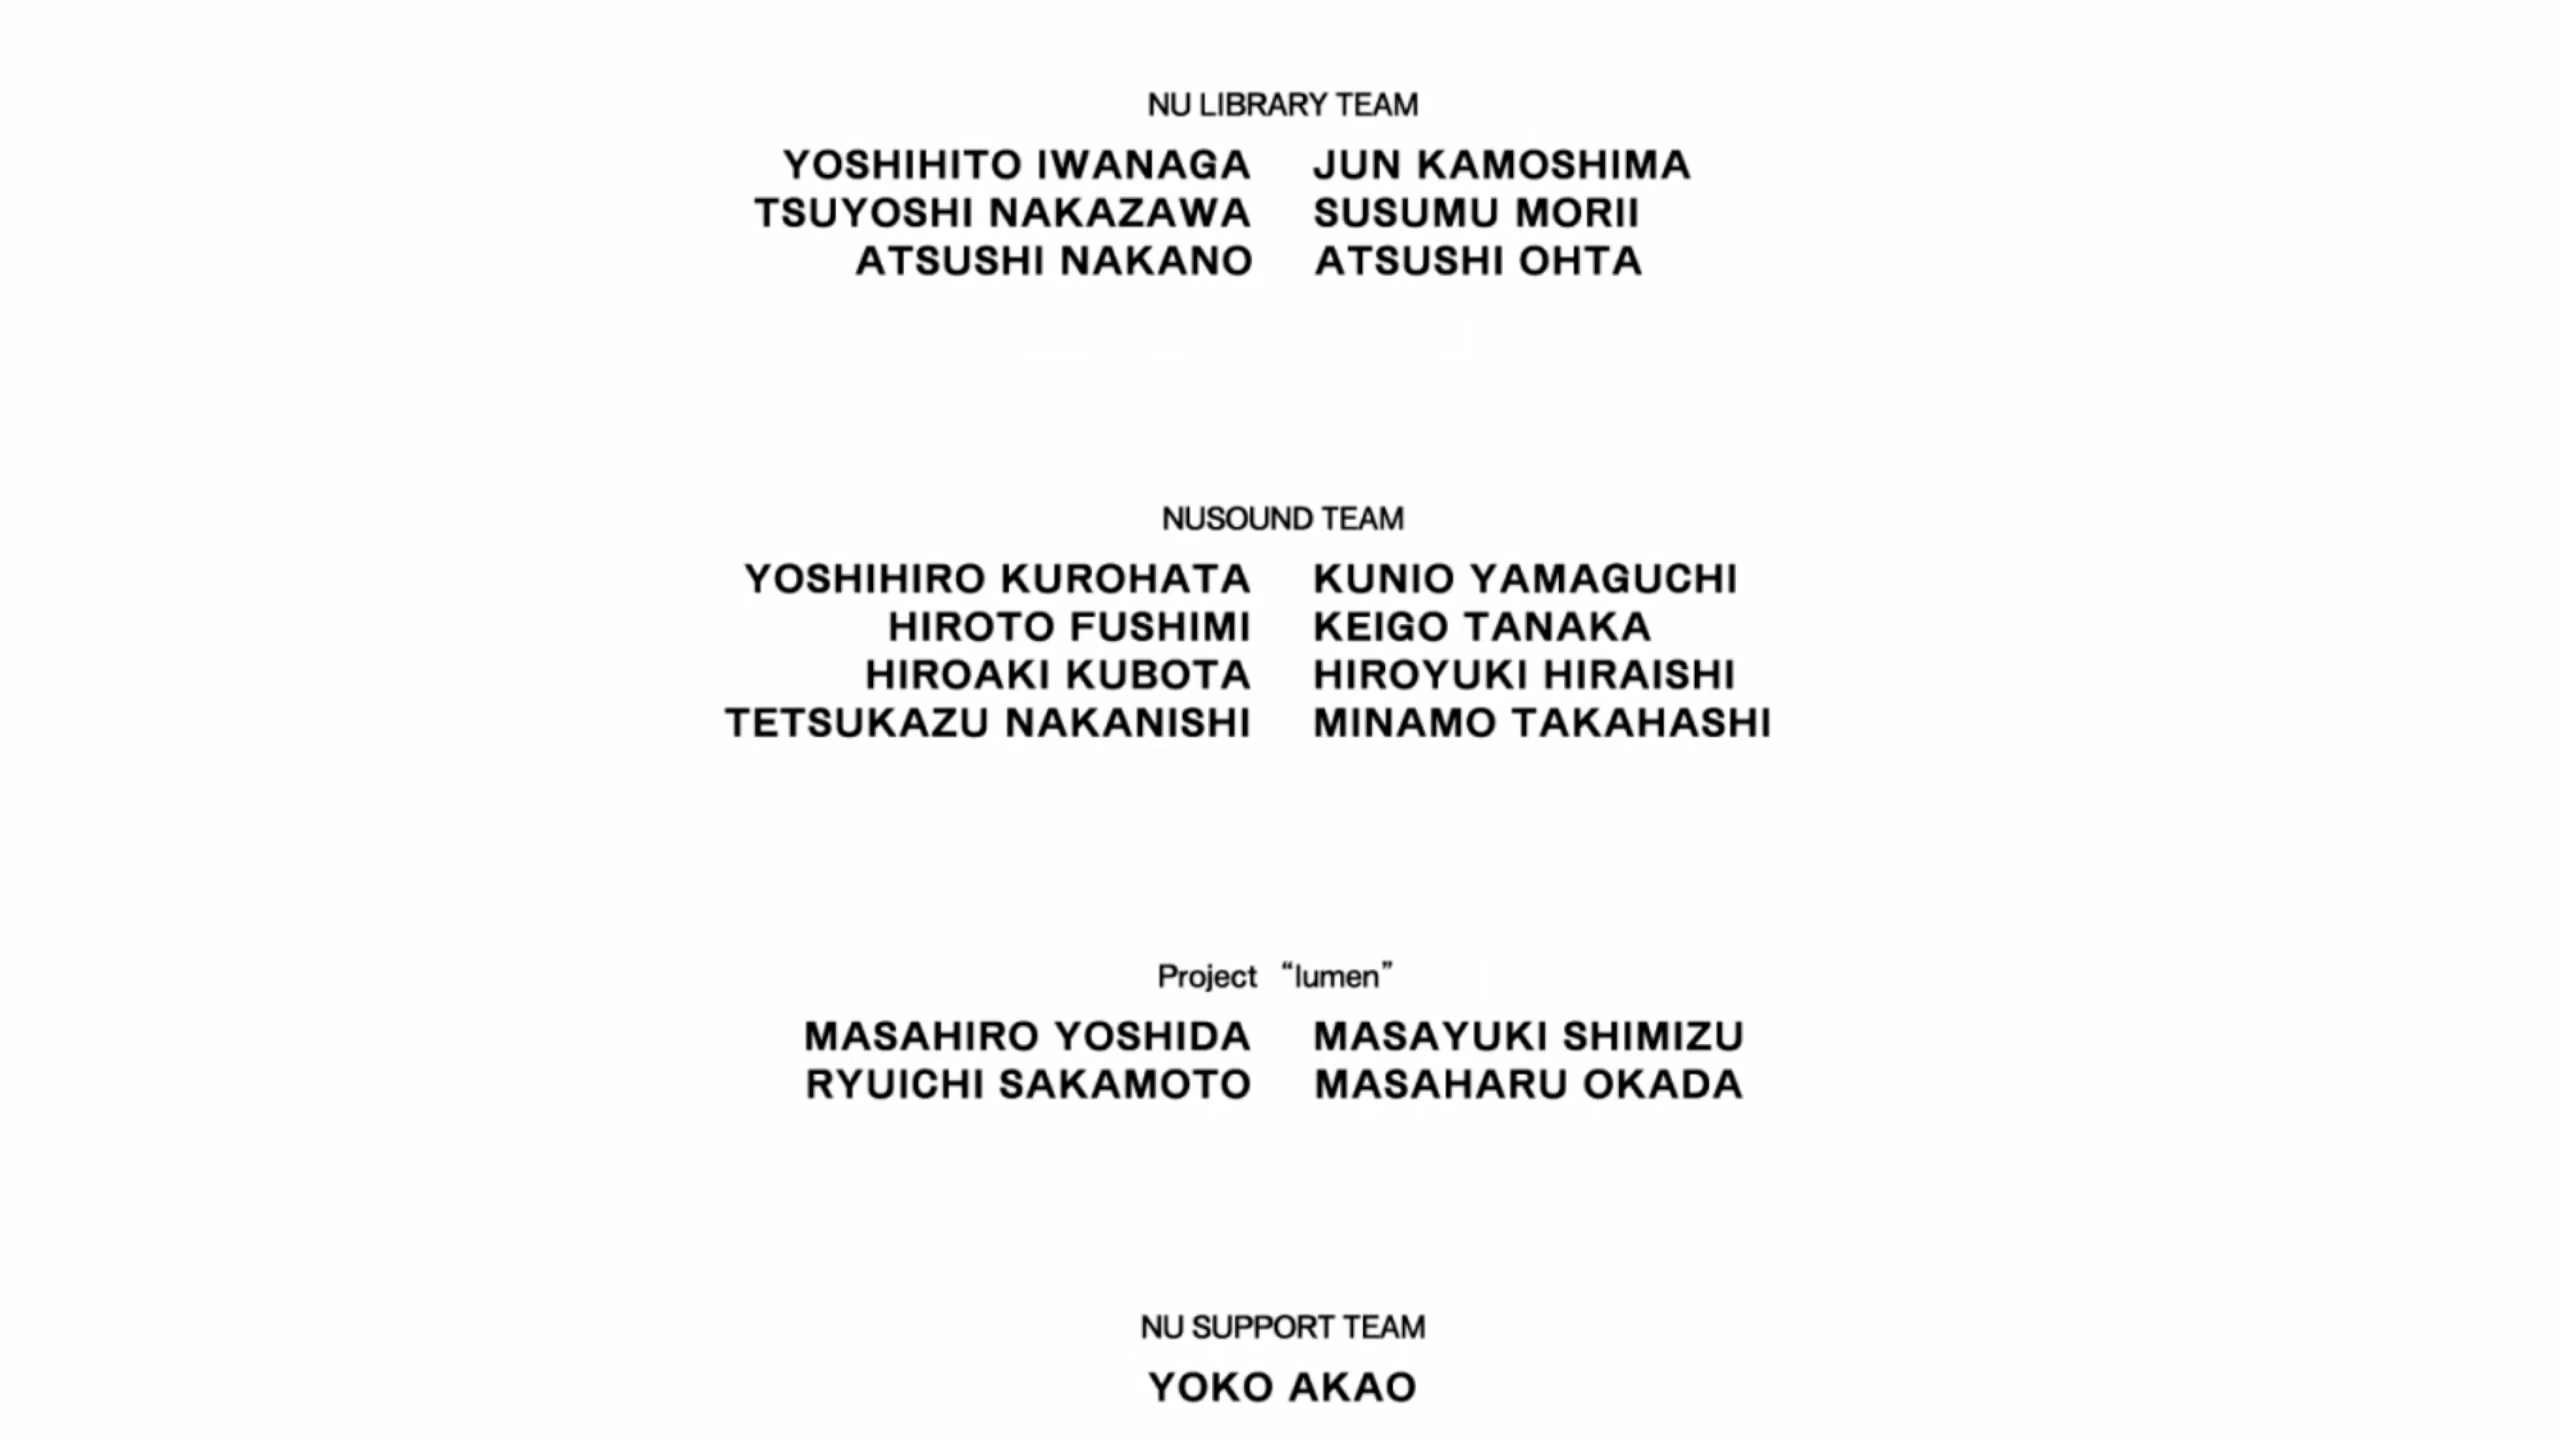 NU LIBRARY TEAM
YOSHIHITO IWANAGA JUN KAMOSHIMA
TSUYOSHI NAKAZAWA SUSUMU MORII
ATSUSHI NAKANO ATSUSHI OHTA
NUSOUND TEAM
YOSHIHIRO KUROHATA KUNIO YAMAGUCHI
HIROTO FUSHIMI KEIGO TANAKA
HIROAKI KUBOTA HIROYUKI HIRAISHI
TETSUKAZU NAKANISHI MINAMO TAKAHASHI
Project “lumen”
MASAHIRO YOSHIDA MASAYUKI SHIMIZU
RYUICHI SAKAMOTO MASAHARU OKADA
NU SUPPORT TEAM
YOKO AKAO